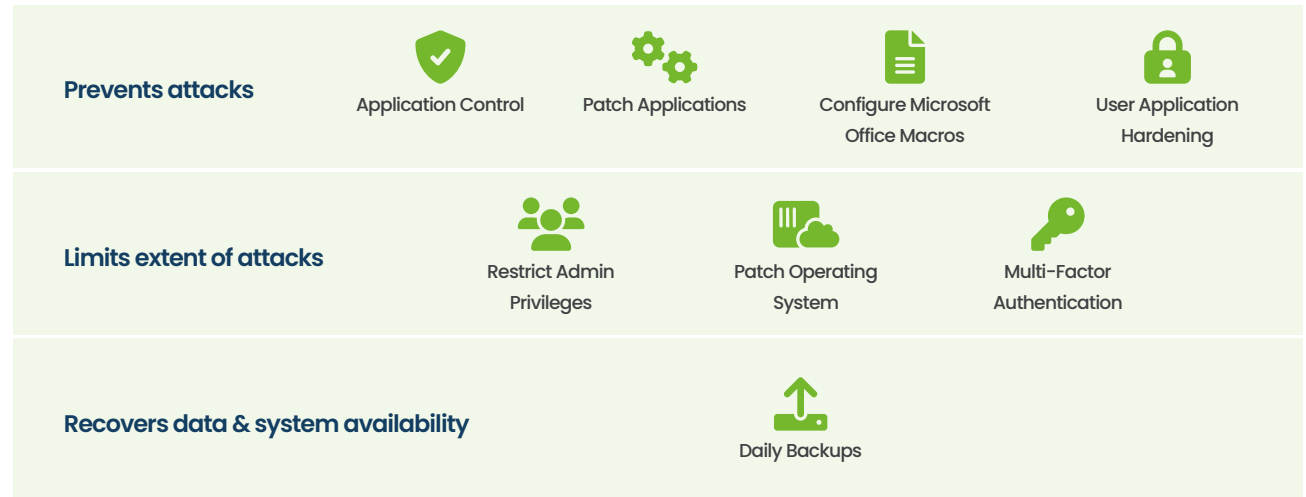 Prevents attacks
Application Control
Patch Applications
Configure Microsoft
Office Macros
User Application
Hardening
Limits extent of attacks
Restrict Admin
Privileges
Patch Operating
System
Multi-Factor
Authentication
Recovers data & system availability
Daily Backups